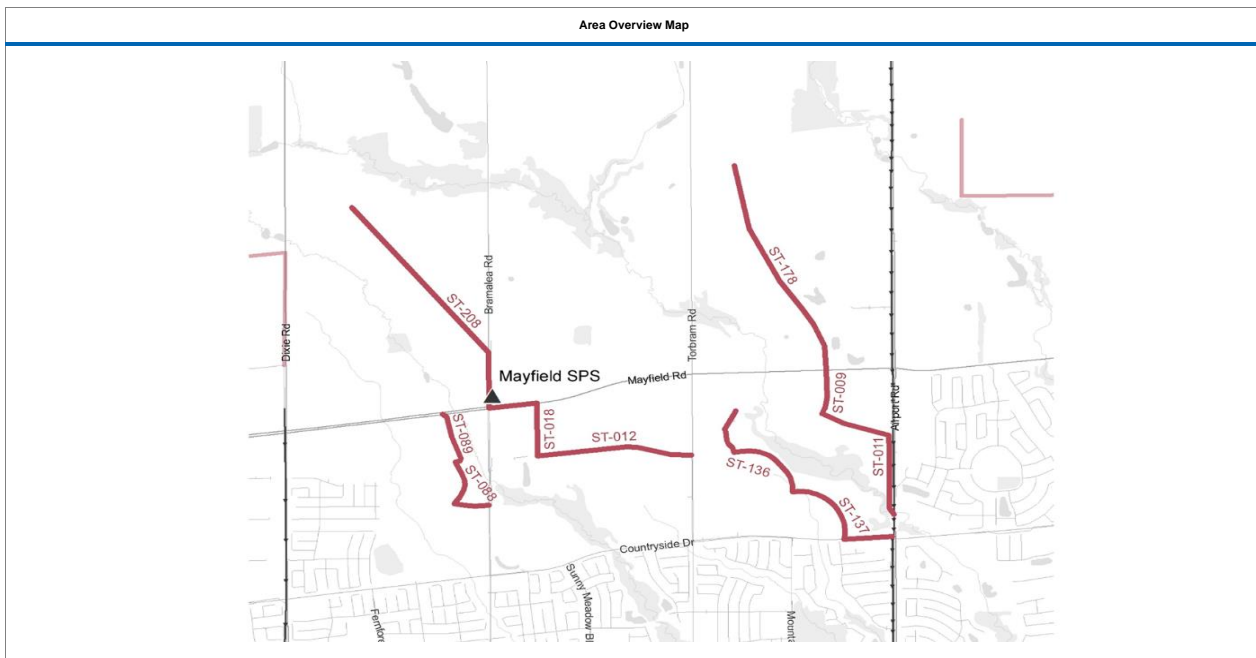 Area Overview Map
ST-178
Bramalea Rd
ST-208
Dixie Rd
Torbram Rd
Mayfield SPS
Mayfield Rd
ST-009
Airport Rd
ST-018
ST-089
ST-012
ST-011
ST-136
ST-088
ST-137
Countryside Dr
Sunny Meadow Bl
Mounta